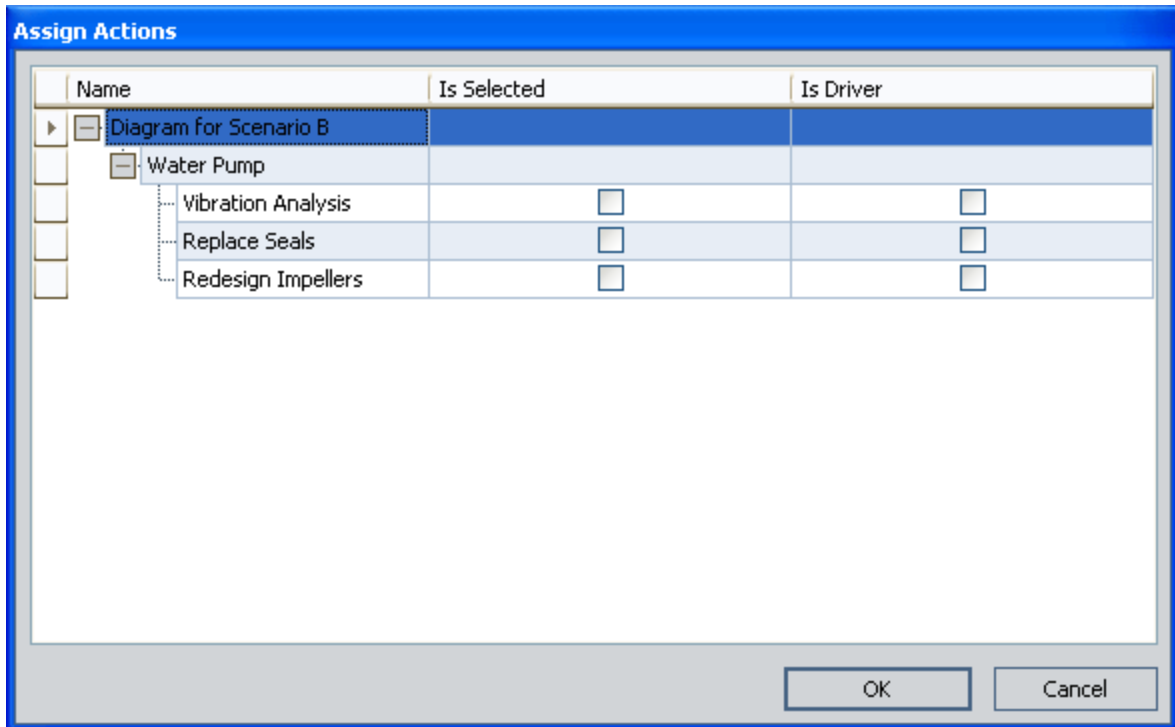 Assign Actions
Name Is Selected Is Driver
Diagram for Scenario B
Water Pump
Vibration Analysis
Replace Seals
Redesign Impellers
OK Cancel